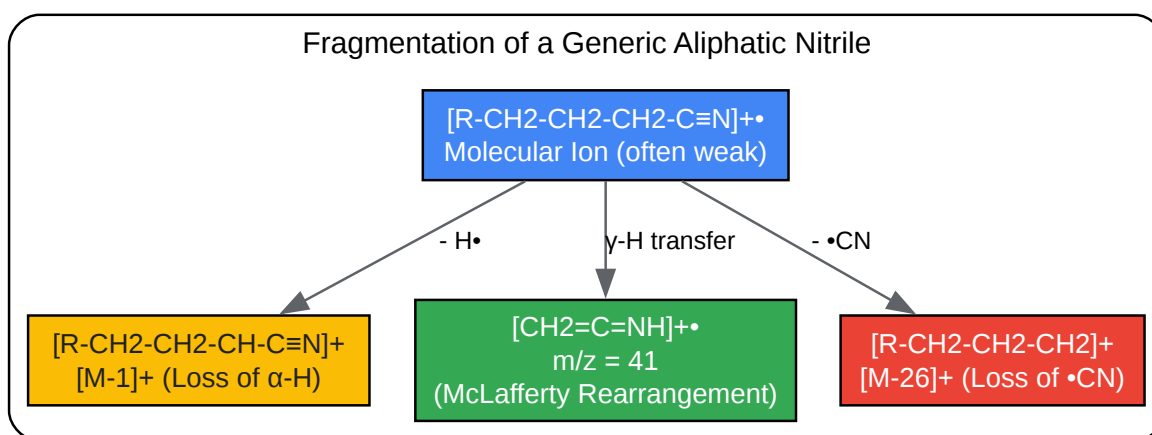 Fragmentation of a Generic Aliphatic Nitrile
[R-CH2-CH2-CH2-C≡N]+•
Molecular Ion (often weak)
- H•
γ-H transfer
- •CN
[R-CH2-CH2-CH-C≡N]+
[M-1]+ (Loss of α-H)
[CH2=C=NH]+•
m/z = 41
(McLafferty Rearrangement)
[R-CH2-CH2-CH2]+
[M-26]+ (Loss of •CN)